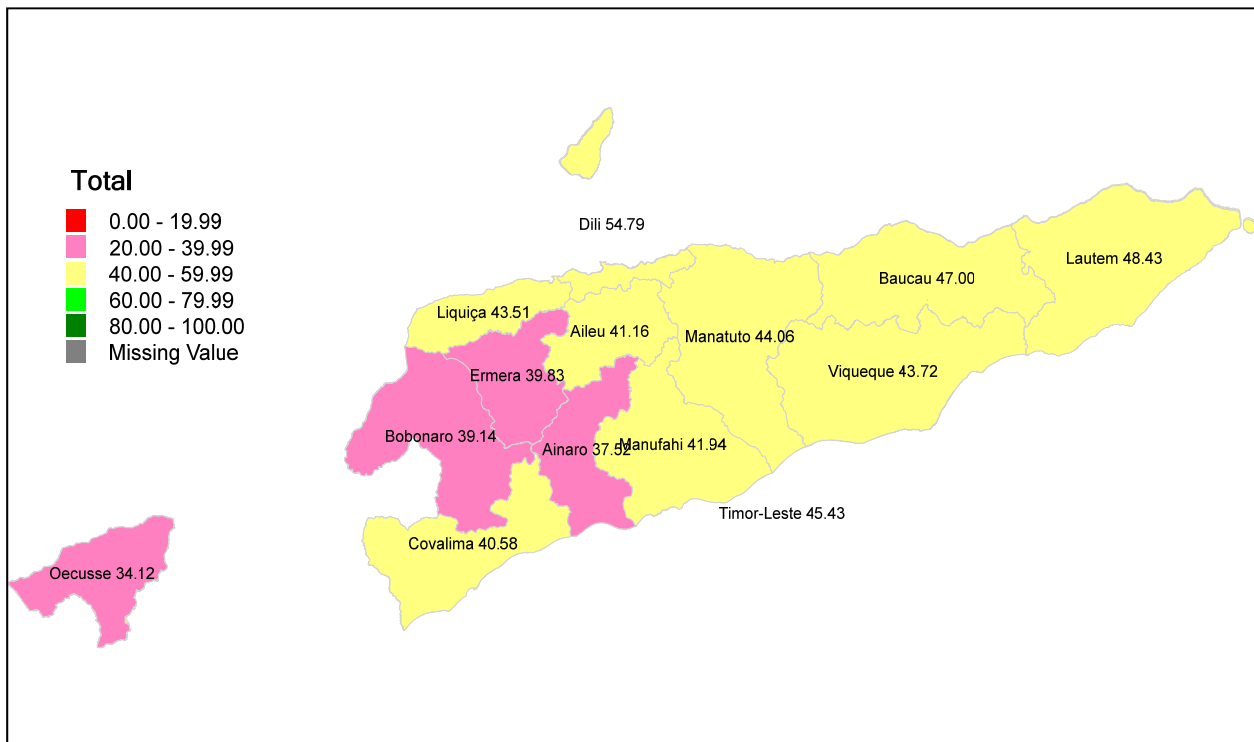 Total
0.00 - 19.99
20.00 - 39.99
40.00 - 59.99
60.00 - 79.99
80.00 - 100.00
Missing Value
Dili 54.79
Lautem 48.43
Baucau 47.00
Liquiça 43.51
Aileu 41.16
Manatuto 44.06
Viqueque 43.72
Ermera 39.83
Bobonaro 39.14
Ainaro 37.52
Manufahi 41.94
Timor-Leste 45.43
Covalima 40.58
Oecusse 34.12